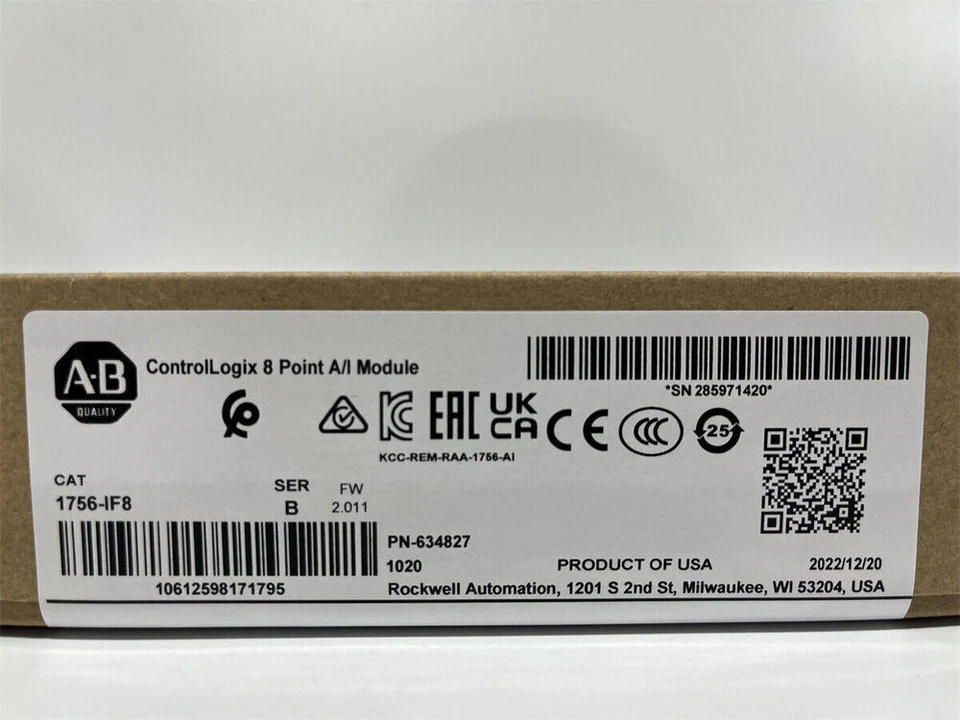 A-B
QUALITY
ControlLogix 8 Point A/I Module
*SN 285971420*
EAC
UK
CA
CE
CCC
25
KCC-REM-RAA-1756-AI
CAT
1756-IF8
SER
B
FW
2.011
10612598171795
PN-634827
1020
PRODUCT OF USA
2022/12/20
Rockwell Automation, 1201 S 2nd St, Milwaukee, WI 53204, USA